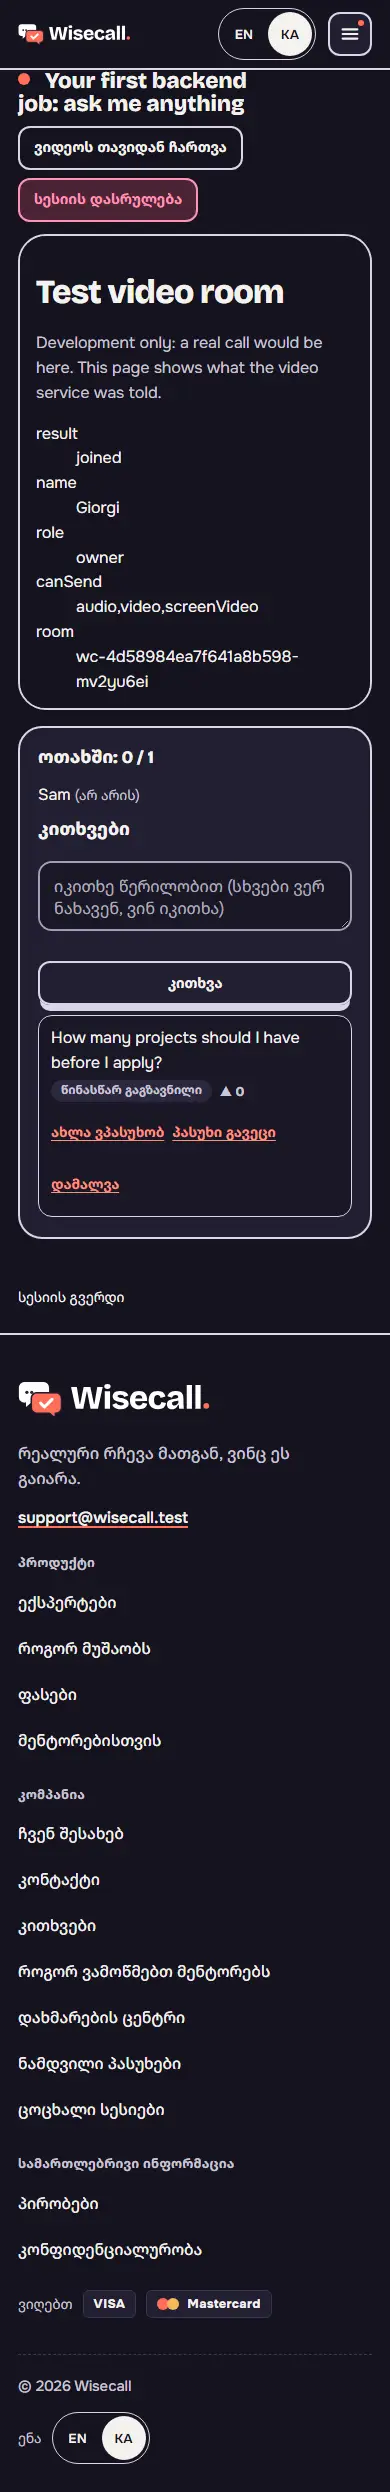 Wisecall.
EN KA
Your first backend
job: ask me anything
ვიდეოს თავიდან ჩართვა
სესიის დასრულება
Test video room
Development only: a real call would be
here. This page shows what the video
service was told.
result
joined
name
Giorgi
role
owner
canSend
audio,video,screenVideo
room
wc-4d58984ea7f641a8b598-
mv2yu6ei
ოთახში: 0 / 1
Sam (არ არის)
კითხვები
იკითხე წერილობით (სხვები ვერ
ნახავენ, ვინ იკითხა)
კითხვა
How many projects should I have
before I apply?
წინასწარ გაგზავნილი ▲ 0
ახლა ვპასუხობ პასუხი გავეცი
დამალვა
სესიის გვერდი
Wisecall.
რეალური რჩევა მათგან, ვინც ეს
გაიარა.
support@wisecall.test
პროდუქტი
ექსპერტები
როგორ მუშაობს
ფასები
მენტორებისთვის
კომპანია
ჩვენ შესახებ
კონტაქტი
კითხვები
როგორ ვამოწმებთ მენტორებს
დახმარების ცენტრი
ნამდვილი პასუხები
ცოცხალი სესიები
სამართლებრივი ინფორმაცია
პირობები
კონფიდენციალურობა
ვიღებთ VISA Mastercard
© 2026 Wisecall
ენა EN KA